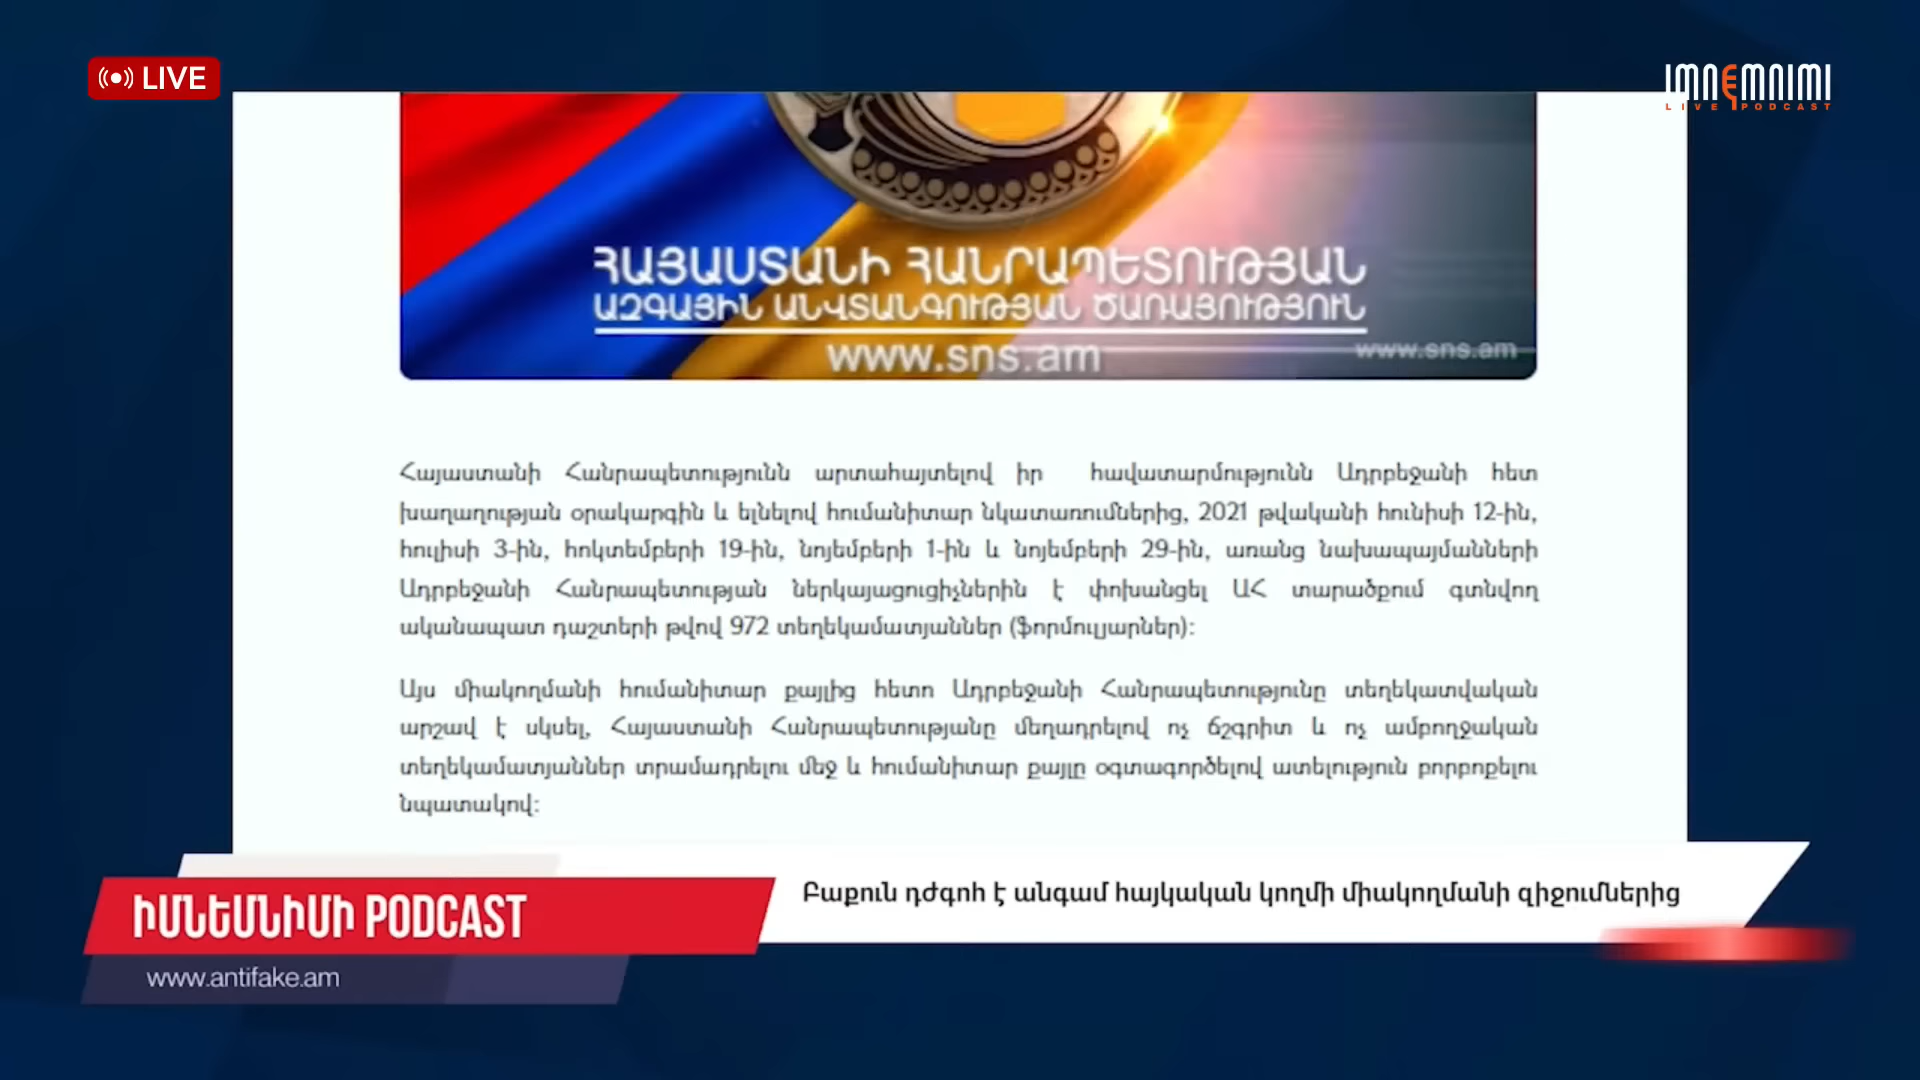 LIVE
ԻՄՆԵՄՆԻՄԻ
LIVE PODCAST
ՀԱՅԱՍՏԱՆԻ ՀԱՆՐԱՊԵՏՈՒԹՅԱՆ
ԱԶԳԱՅԻՆ ԱՆՎՏԱՆԳՈՒԹՅԱՆ ԾԱՌԱՅՈՒԹՅՈՒՆ
www.sns.am
www.sns.am
Հայաստանի Հանրապետությունն արտահայտելով իր հավատարմությունն Ադրբեջանի հետ
խաղաղության օրակարգին և ելնելով հումանիտար նկատառումներից, 2021 թվականի հունիսի 12-ին,
հուլիսի 3-ին, հոկտեմբերի 19-ին, նոյեմբերի 1-ին և նոյեմբերի 29-ին, առանց նախապայմանների
Ադրբեջանի Հանրապետության ներկայացուցիչներին է փոխանցել ԱՀ տարածքում գտնվող
ականապատ դաշտերի թվով 972 տեղեկամատյաններ (ֆորմուլյարներ):
Այս միակողմանի հումանիտար քայլից հետո Ադրբեջանի Հանրապետությունը տեղեկատվական
արշավ է սկսել, Հայաստանի Հանրապետությանը մեղադրելով ոչ ճշգրիտ և ոչ ամբողջական
տեղեկամատյաններ տրամադրելու մեջ և հումանիտար քայլը օգտագործելով ատելություն բորբոքելու
նպատակով:
Բաքուն դժգոհ է անգամ հայկական կողմի միակողմանի զիջումներից
ԻՄՆԵՄՆԻՄԻ PODCAST
www.antifake.am